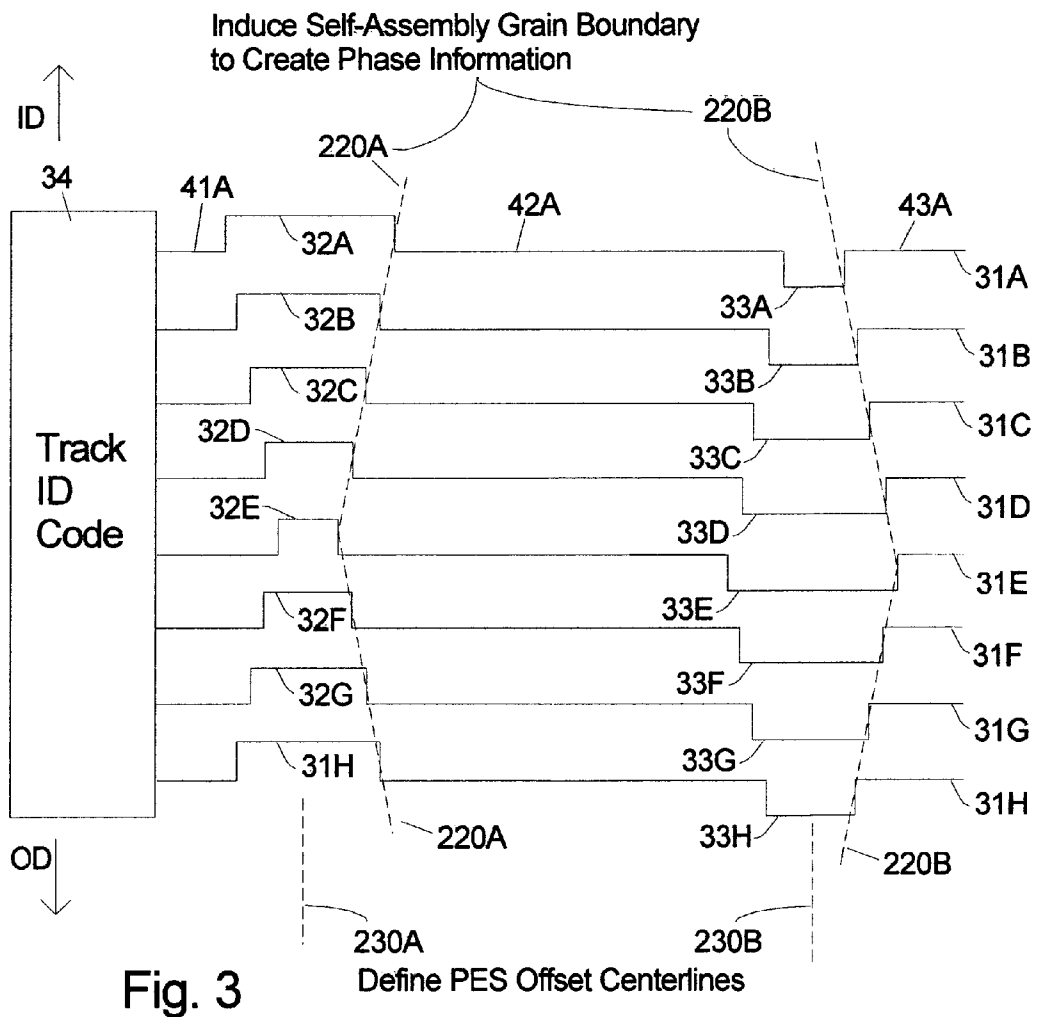 Induce Self-Assembly Grain Boundary
to Create Phase Information
ID
220A
220B
34
41A
42A
43A
32A
33A
31A
32B
33B
31B
32C
33C
31C
32D
33D
31D
Track
ID
Code
32E
33E
31E
32F
33F
31F
32G
33G
31G
31H
33H
31H
220A
220B
OD
230A
230B
Define PES Offset Centerlines
Fig. 3